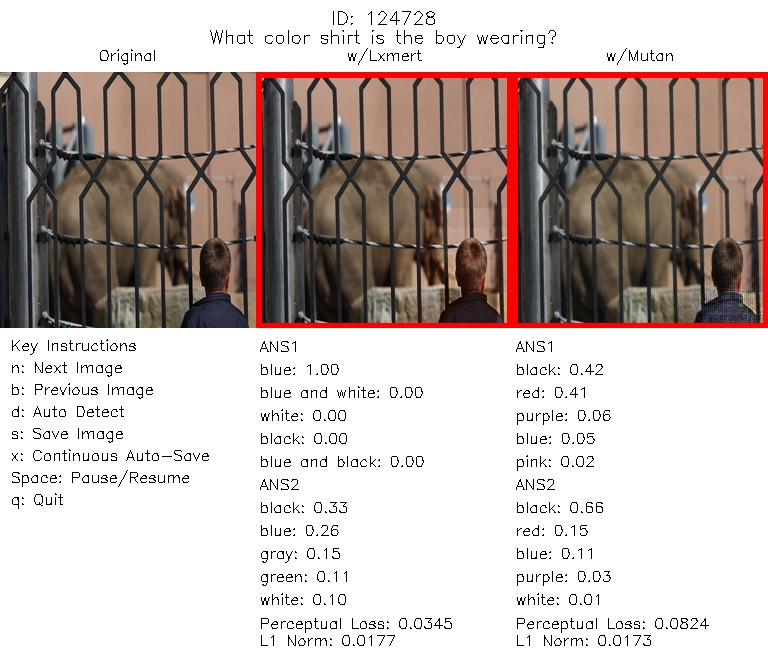 ID: 124728
What color shirt is the boy wearing?
Original
w/Lxmert
w/Mutan
Key Instructions
n: Next Image
b: Previous Image
d: Auto Detect
s: Save Image
x: Continuous Auto-Save
Space: Pause/Resume
q: Quit
ANS1
blue: 1.00
blue and white: 0.00
white: 0.00
black: 0.00
blue and black: 0.00
ANS2
black: 0.33
blue: 0.26
gray: 0.15
green: 0.11
white: 0.10
Perceptual Loss: 0.0345
L1 Norm: 0.0177
ANS1
black: 0.42
red: 0.41
purple: 0.06
blue: 0.05
pink: 0.02
ANS2
black: 0.66
red: 0.15
blue: 0.11
purple: 0.03
white: 0.01
Perceptual Loss: 0.0824
L1 Norm: 0.0173